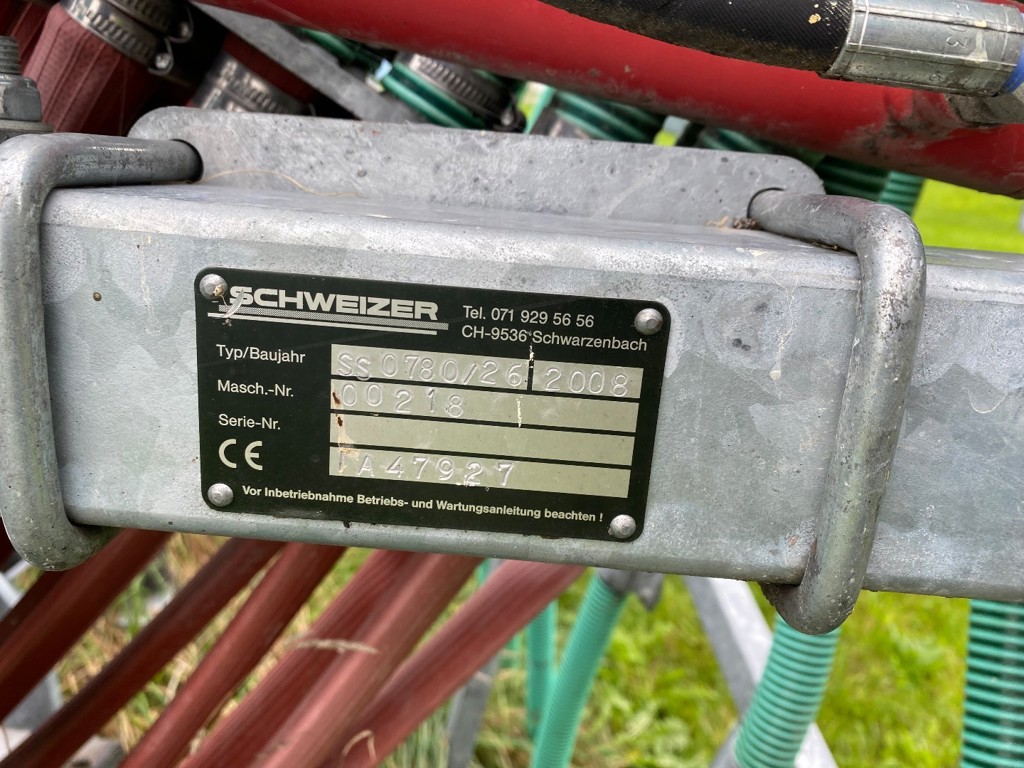 SCHWEIZER
Tel. 071 929 56 56
CH-9536 Schwarzenbach
Typ/Baujahr SS 0780/26 2008
Masch.-Nr. 00218
Serie-Nr.
CE A47927
Vor Inbetriebnahme Betriebs- und Wartungsanleitung beachten !